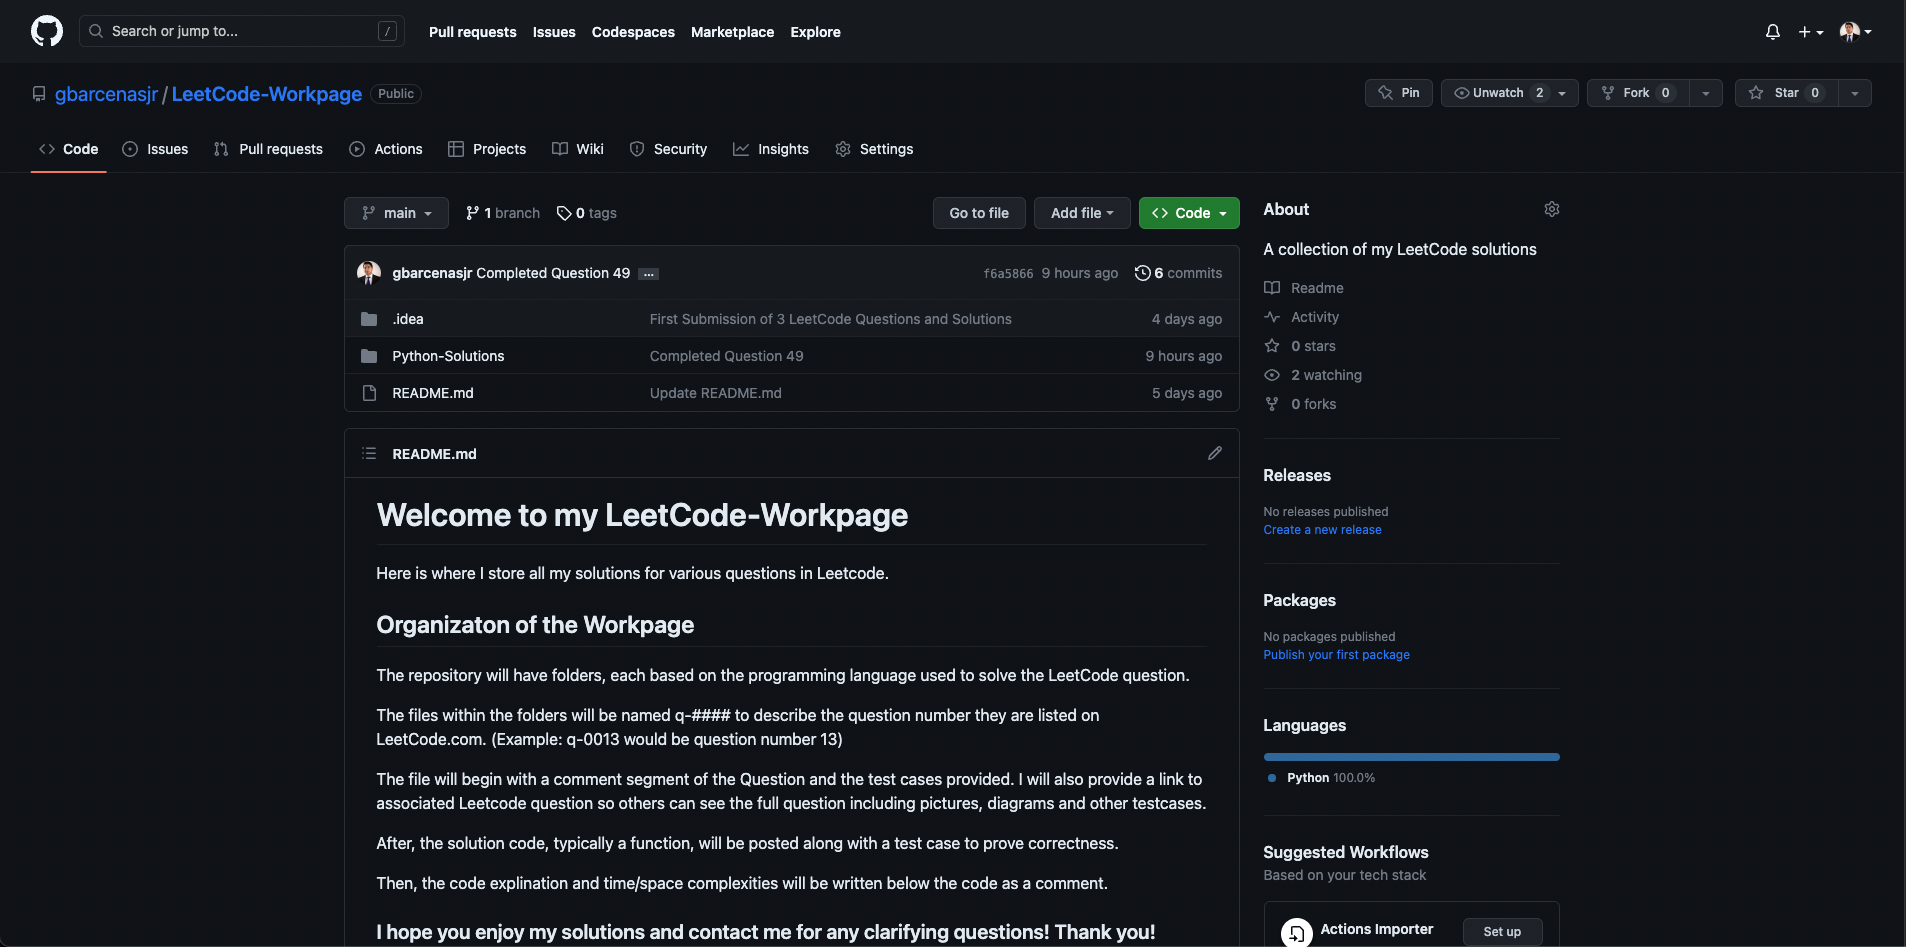 Search or jump to... /
Pull requests Issues Codespaces Marketplace Explore
gbarcenasjr / LeetCode-Workpage Public
Pin Unwatch 2 Fork 0 Star 0
Code Issues Pull requests Actions Projects Wiki Security Insights Settings
main 1 branch 0 tags Go to file Add file Code
gbarcenasjr Completed Question 49 ... f6a5866 9 hours ago 6 commits
.idea First Submission of 3 LeetCode Questions and Solutions 4 days ago
Python-Solutions Completed Question 49 9 hours ago
README.md Update README.md 5 days ago
README.md
Welcome to my LeetCode-Workpage
Here is where I store all my solutions for various questions in Leetcode.
Organizaton of the Workpage
The repository will have folders, each based on the programming language used to solve the LeetCode question.
The files within the folders will be named q-#### to describe the question number they are listed on
LeetCode.com. (Example: q-0013 would be question number 13)
The file will begin with a comment segment of the Question and the test cases provided. I will also provide a link to
associated Leetcode question so others can see the full question including pictures, diagrams and other testcases.
After, the solution code, typically a function, will be posted along with a test case to prove correctness.
Then, the code explination and time/space complexities will be written below the code as a comment.
I hope you enjoy my solutions and contact me for any clarifying questions! Thank you!
About
A collection of my LeetCode solutions
Readme
Activity
0 stars
2 watching
0 forks
Releases
No releases published
Create a new release
Packages
No packages published
Publish your first package
Languages
Python 100.0%
Suggested Workflows
Based on your tech stack
Actions Importer Set up